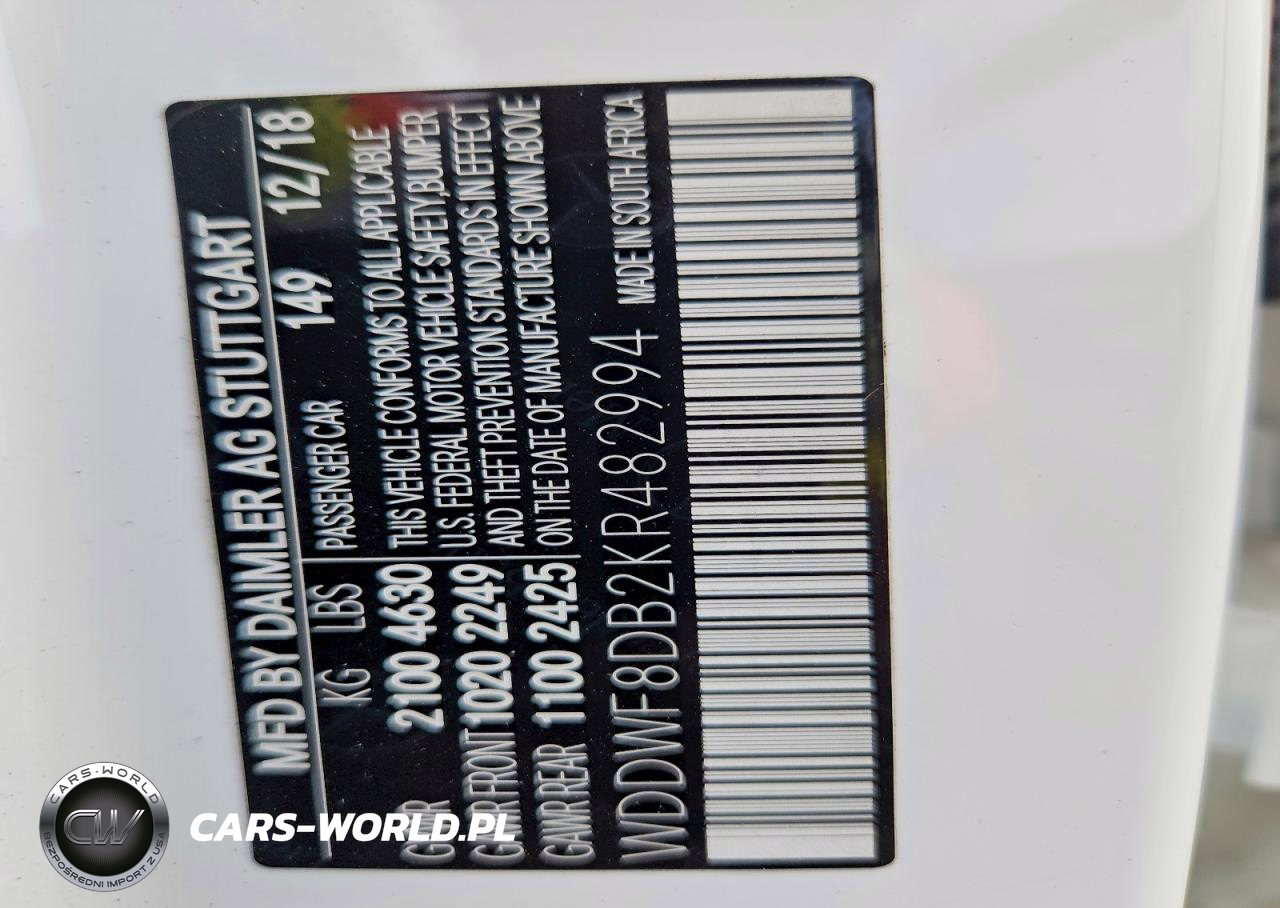 MFD BY DAIMLER AG STUTTGART
149 12/18
KG LBS PASSENGER CAR
2100 4630 THIS VEHICLE CONFORMS TO ALL APPLICABLE
GAWR FRONT 1020 2249 U.S. FEDERAL MOTOR VEHICLE SAFETY,BUMPER
GAWR REAR 1100 2425 AND THEFT PREVENTION STANDARDS IN EFFECT
ON THE DATE OF MANUFACTURE SHOWN ABOVE
WDDWF8DB2KR482994 MADE IN SOUTH AFRICA
CARS-WORLD
CW
BEZPOŚREDNI IMPORT Z USA
CARS-WORLD.PL